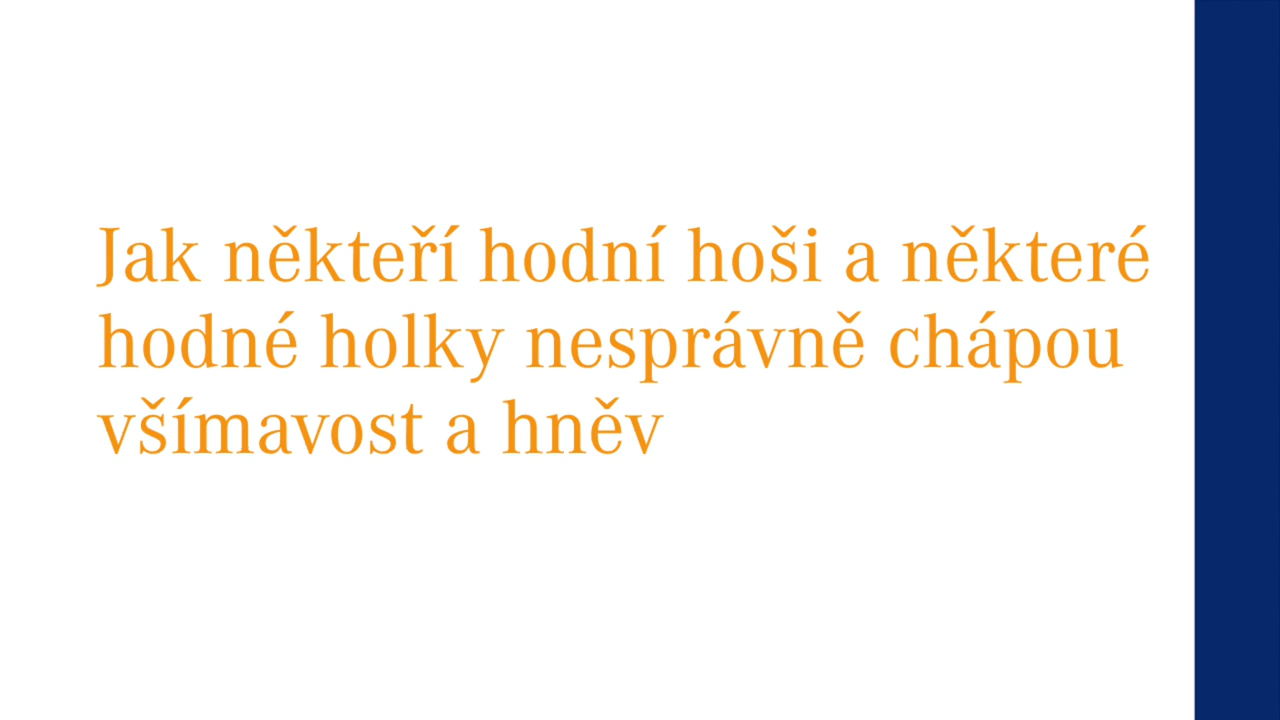 Jak někteří hodní hoši a některé
hodné holky nesprávně chápou
všímavost a hněv